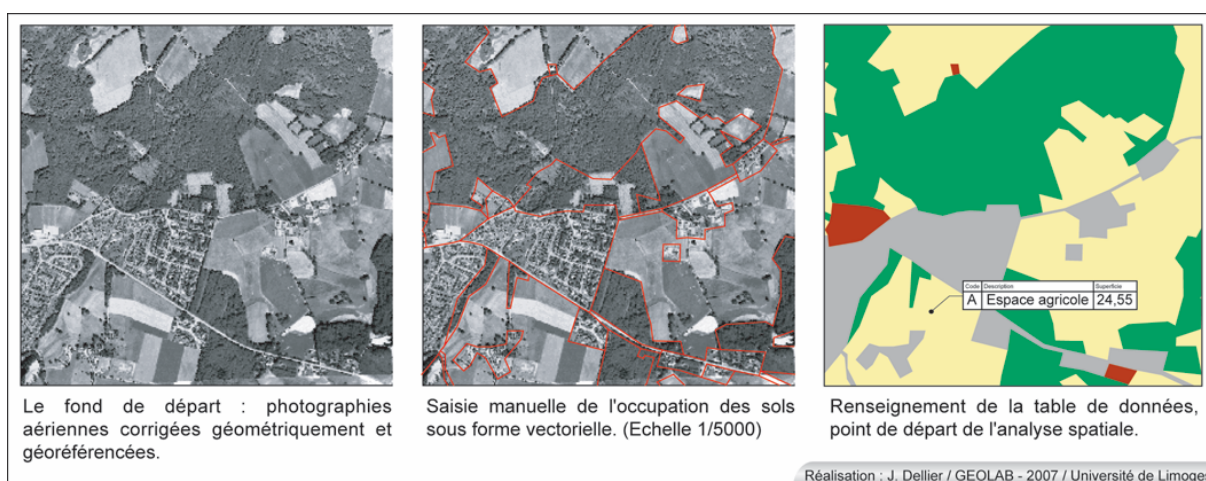 Code Description Superficie
A Espace agricole 24,55
Le fond de départ : photographies
aériennes corrigées géométriquement et
géoréférencées.
Saisie manuelle de l'occupation des sols
sous forme vectorielle. (Echelle 1/5000)
Renseignement de la table de données,
point de départ de l'analyse spatiale.
Réalisation : J. Dellier / GEOLAB - 2007 / Université de Limoges